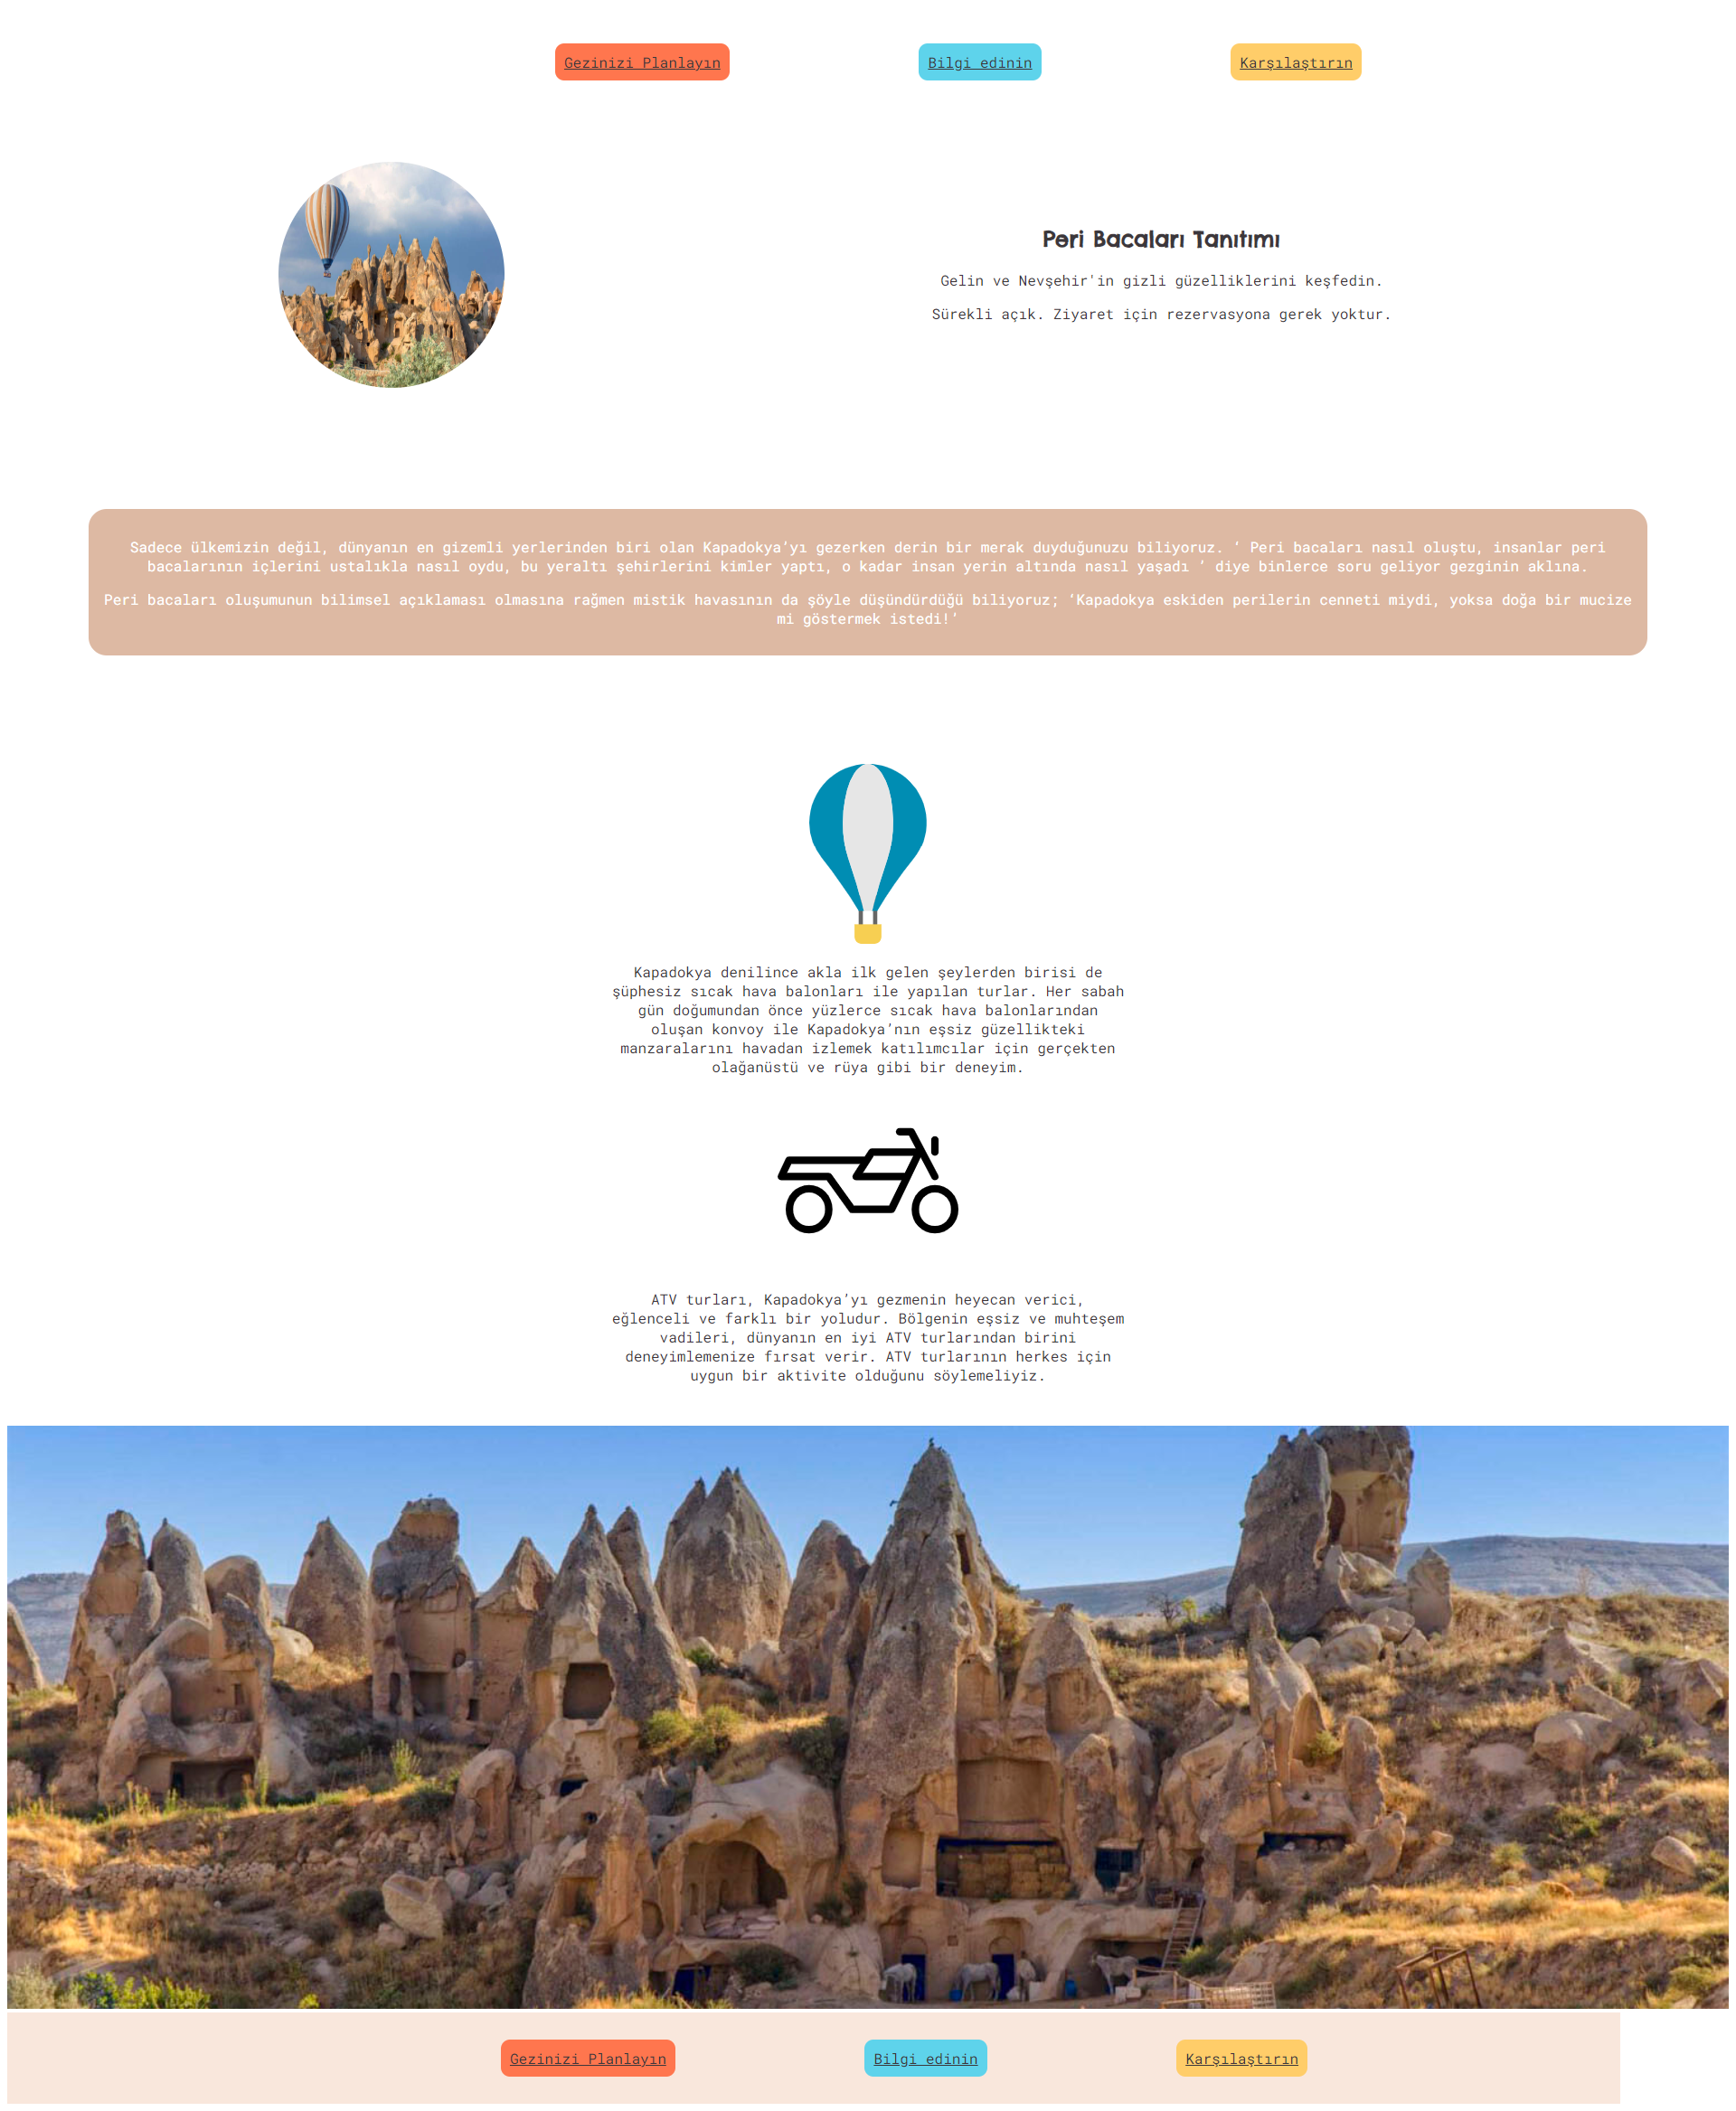 Gezinizi Planlayın
Bilgi edinin
Karşılaştırın
Peri Bacaları Tanıtımı
Gelin ve Nevşehir'in gizli güzelliklerini keşfedin.
Sürekli açık. Ziyaret için rezervasyona gerek yoktur.
Sadece ülkemizin değil, dünyanın en gizemli yerlerinden biri olan Kapadokya’yı gezerken derin bir merak duyduğunuzu biliyoruz. ‘ Peri bacaları nasıl oluştu, insanlar peri
bacalarının içlerini ustalıkla nasıl oydu, bu yeraltı şehirlerini kimler yaptı, o kadar insan yerin altında nasıl yaşadı ‘ diye binlerce soru geliyor gezginin aklına.
Peri bacaları oluşumunun bilimsel açıklaması olmasına rağmen mistik havasının da şöyle düşündürdüğü biliyoruz; ‘Kapadokya eskiden perilerin cenneti miydi, yoksa doğa bir mucize
mi göstermek istedi!’
Kapadokya denilince akla ilk gelen şeylerden birisi de
şüphesiz sıcak hava balonları ile yapılan turlar. Her sabah
gün doğumundan önce yüzlerce sıcak hava balonlarından
oluşan konvoy ile Kapadokya’nın eşsiz güzellikteki
manzaralarını havadan izlemek katılımcılar için gerçekten
olağanüstü ve rüya gibi bir deneyim.
ATV turları, Kapadokya’yı gezmenin heyecan verici,
eğlenceli ve farklı bir yoludur. Bölgenin eşsiz ve muhteşem
vadileri, dünyanın en iyi ATV turlarından birini
deneyimlemenize fırsat verir. ATV turlarının herkes için
uygun bir aktivite olduğunu söylemeliyiz.
Gezinizi Planlayın
Bilgi edinin
Karşılaştırın